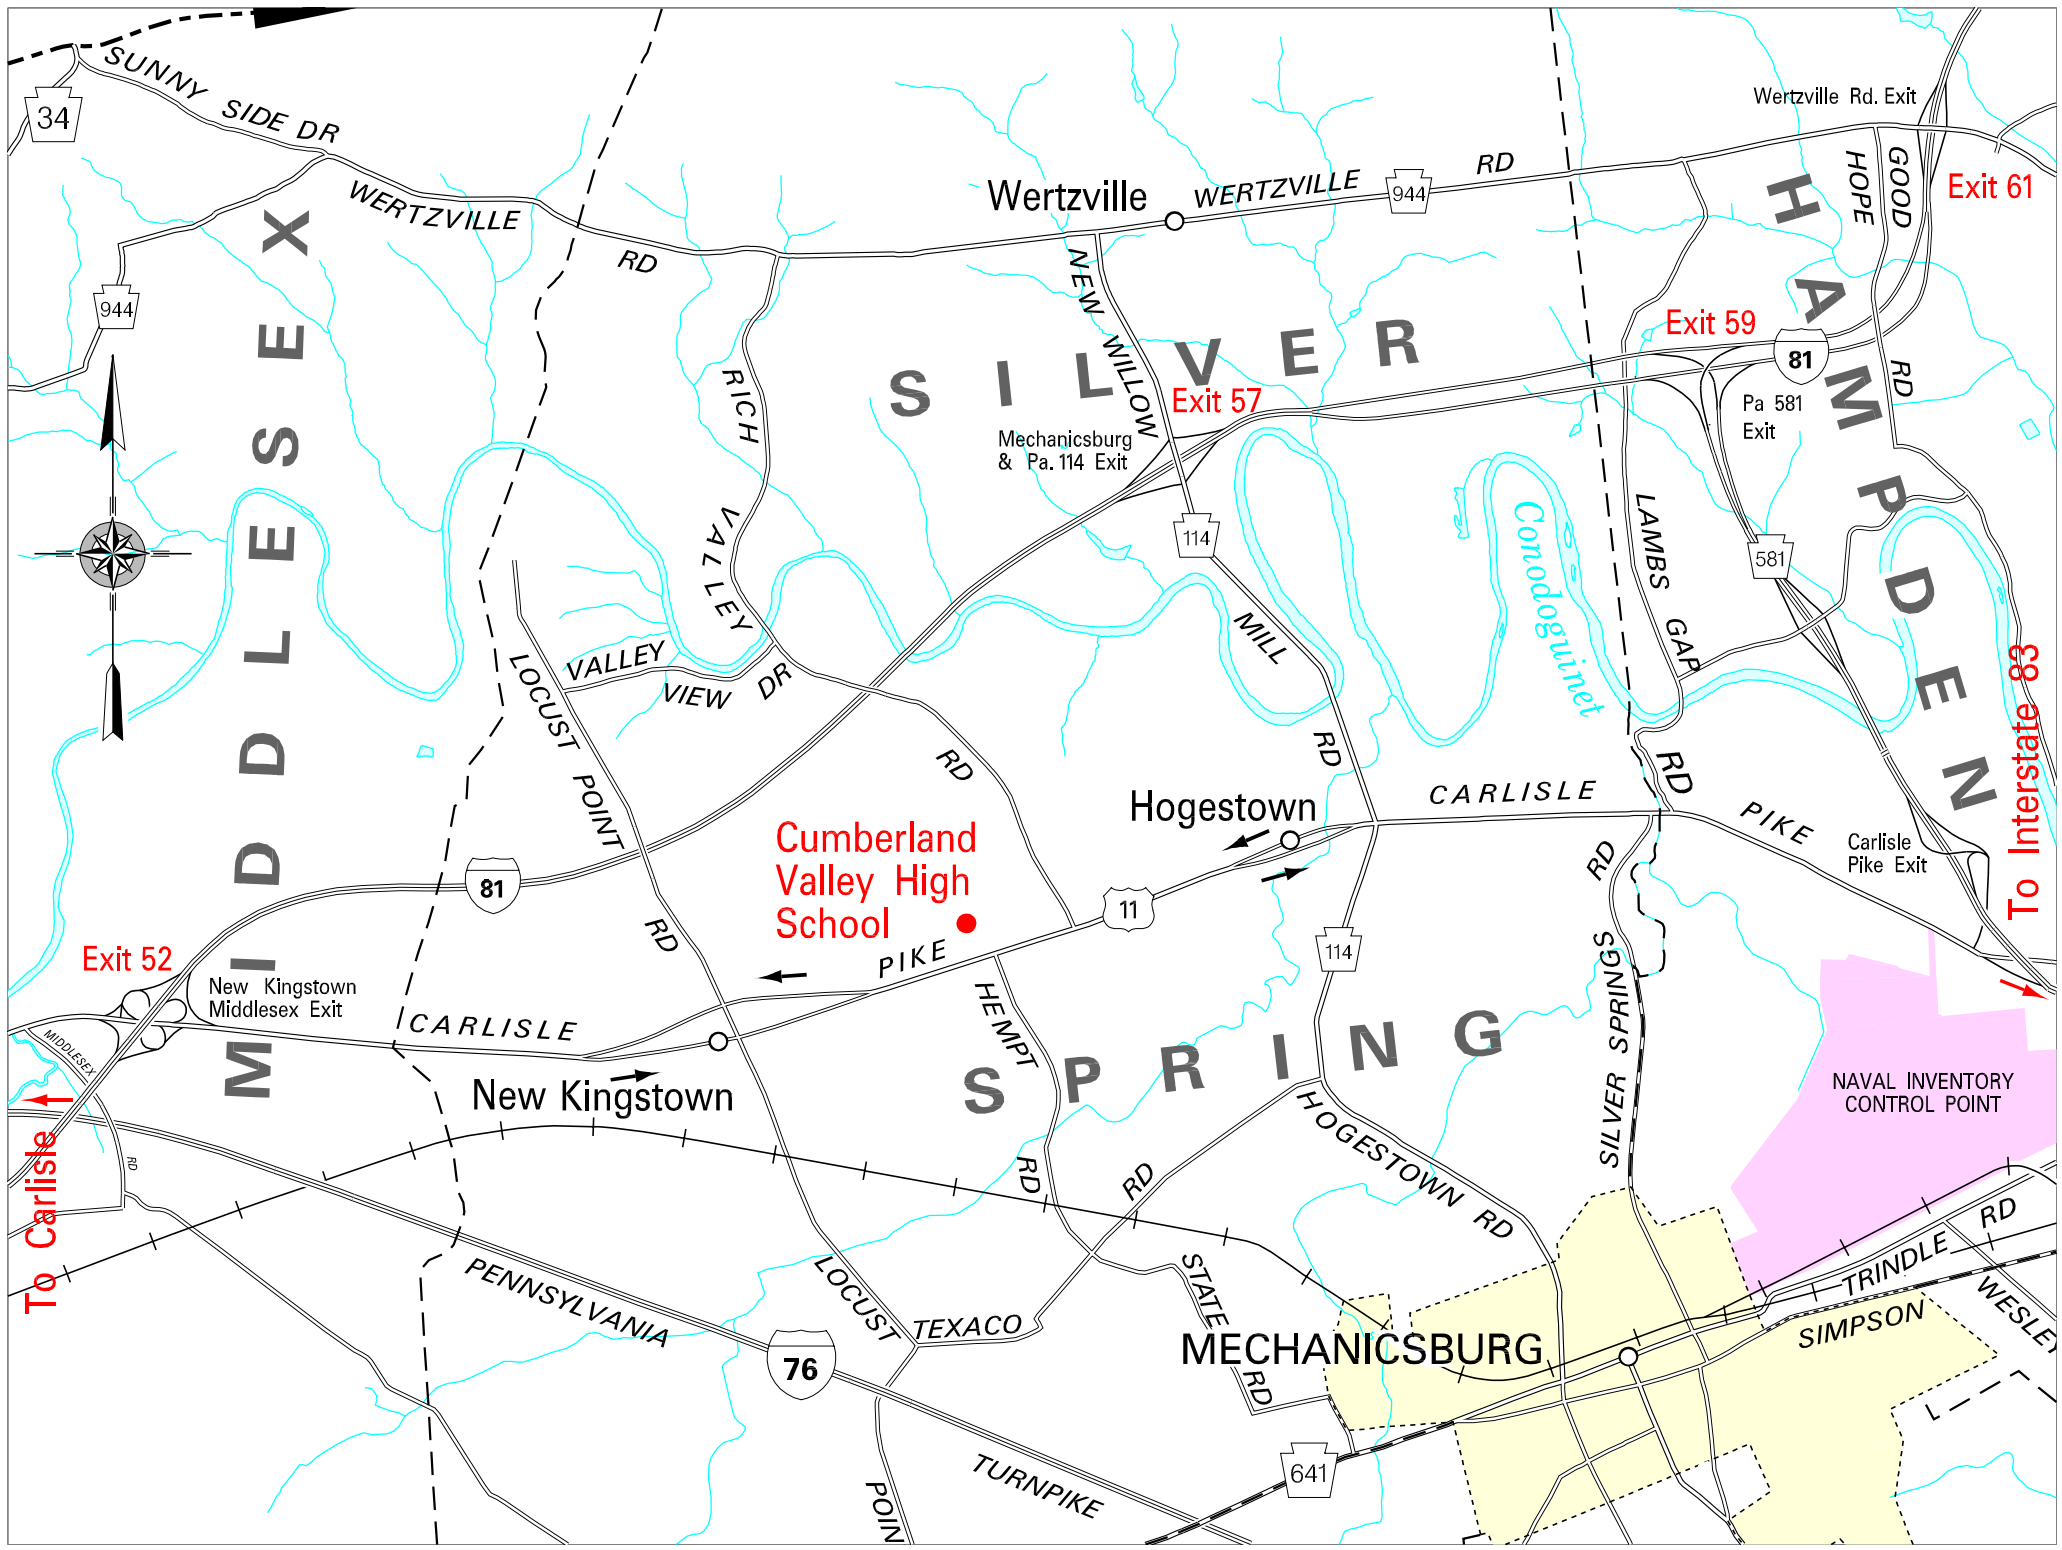 SUNNY SIDE DR
34
Wertzville Rd. Exit
WERTZVILLE
RD
Wertzville
WERTZVILLE
944
RD
GOOD
HOPE
RD
Exit 61
944
MIDDLESEX
SILVER
HAMPDEN
NEW WILLOW
MILL
RD
RICH
VALLEY
RD
Exit 59
81
Exit 57
Pa 581
Exit
Mechanicsburg
& Pa. 114 Exit
114
581
Conodoguinet
LAMBS GAP
RD
LOCUST POINT
RD
VALLEY
VIEW DR
To Interstate 83
Hogestown
CARLISLE
PIKE
Carlisle
Pike Exit
Cumberland
Valley High
School
81
11
114
PIKE
Exit 52
New Kingstown
Middlesex Exit
CARLISLE
MIDDLESEX
RD
HEMPT
RD
SILVER SPRINGS
RD
New Kingstown
SPRING
NAVAL INVENTORY
CONTROL POINT
HOGESTOWN RD
To Carlisle
PENNSYLVANIA
76
TURNPIKE
LOCUST
POIN
TEXACO
RD
STATE
RD
MECHANICSBURG
TRINDLE
RD
SIMPSON
WESLEY
641